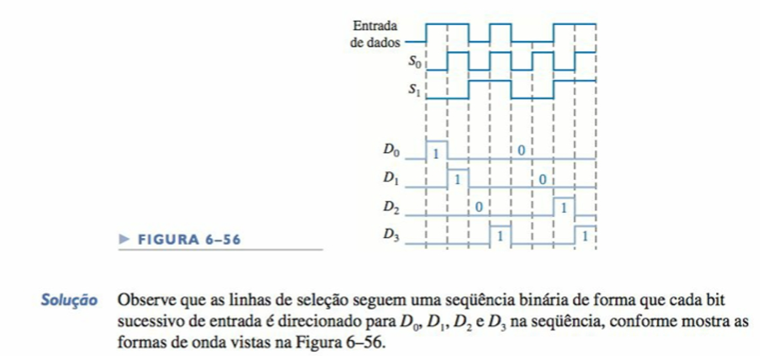 Entrada
de dados
S0
S1
D0 1 0
D1 1 0
D2 0 1
D3 1 1
▶ FIGURA 6–56
Solução Observe que as linhas de seleção seguem uma seqüência binária de forma que cada bit
sucessivo de entrada é direcionado para D0, D1, D2 e D3 na seqüência, conforme mostra as
formas de onda vistas na Figura 6–56.